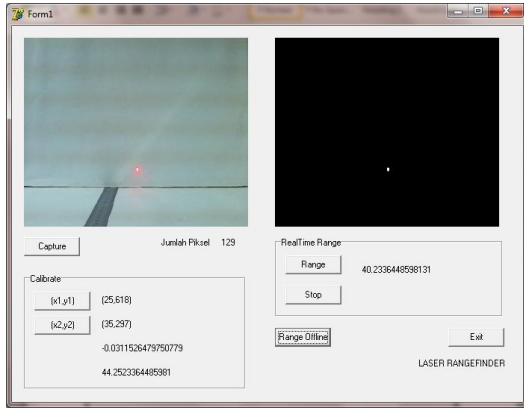 Form1
Capture
Jumlah Piksel 129
Calibrate
(x1,y1) (25,618)
(x2,y2) (35,297)
-0.0311526479750779
44.2523364485981
RealTime Range
Range 40.2336448598131
Stop
Range Offline
Exit
LASER RANGEFINDER